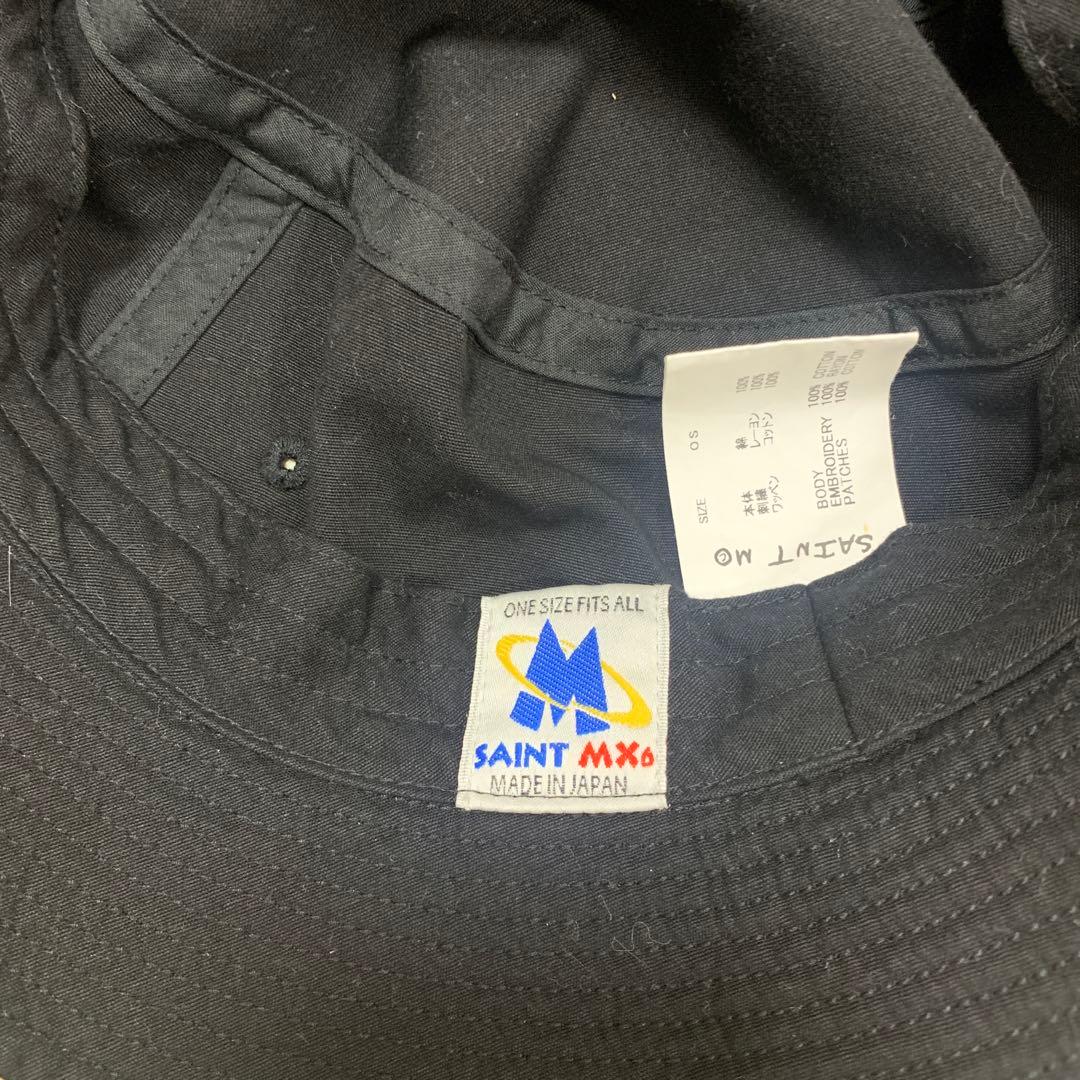 ONE SIZE FITS ALL
SAINT MX6
MADE IN JAPAN
SAINT M
SIZE OS
本体 綿 100%
刺繍 レーヨン 100%
ワッペン コットン 100%
BODY 100% COTTON
EMBROIDERY 100% RAYON
PATCHES 100% COTTON